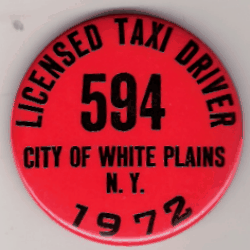 LICENSED TAXI DRIVER
594
CITY OF WHITE PLAINS
N. Y.
1972